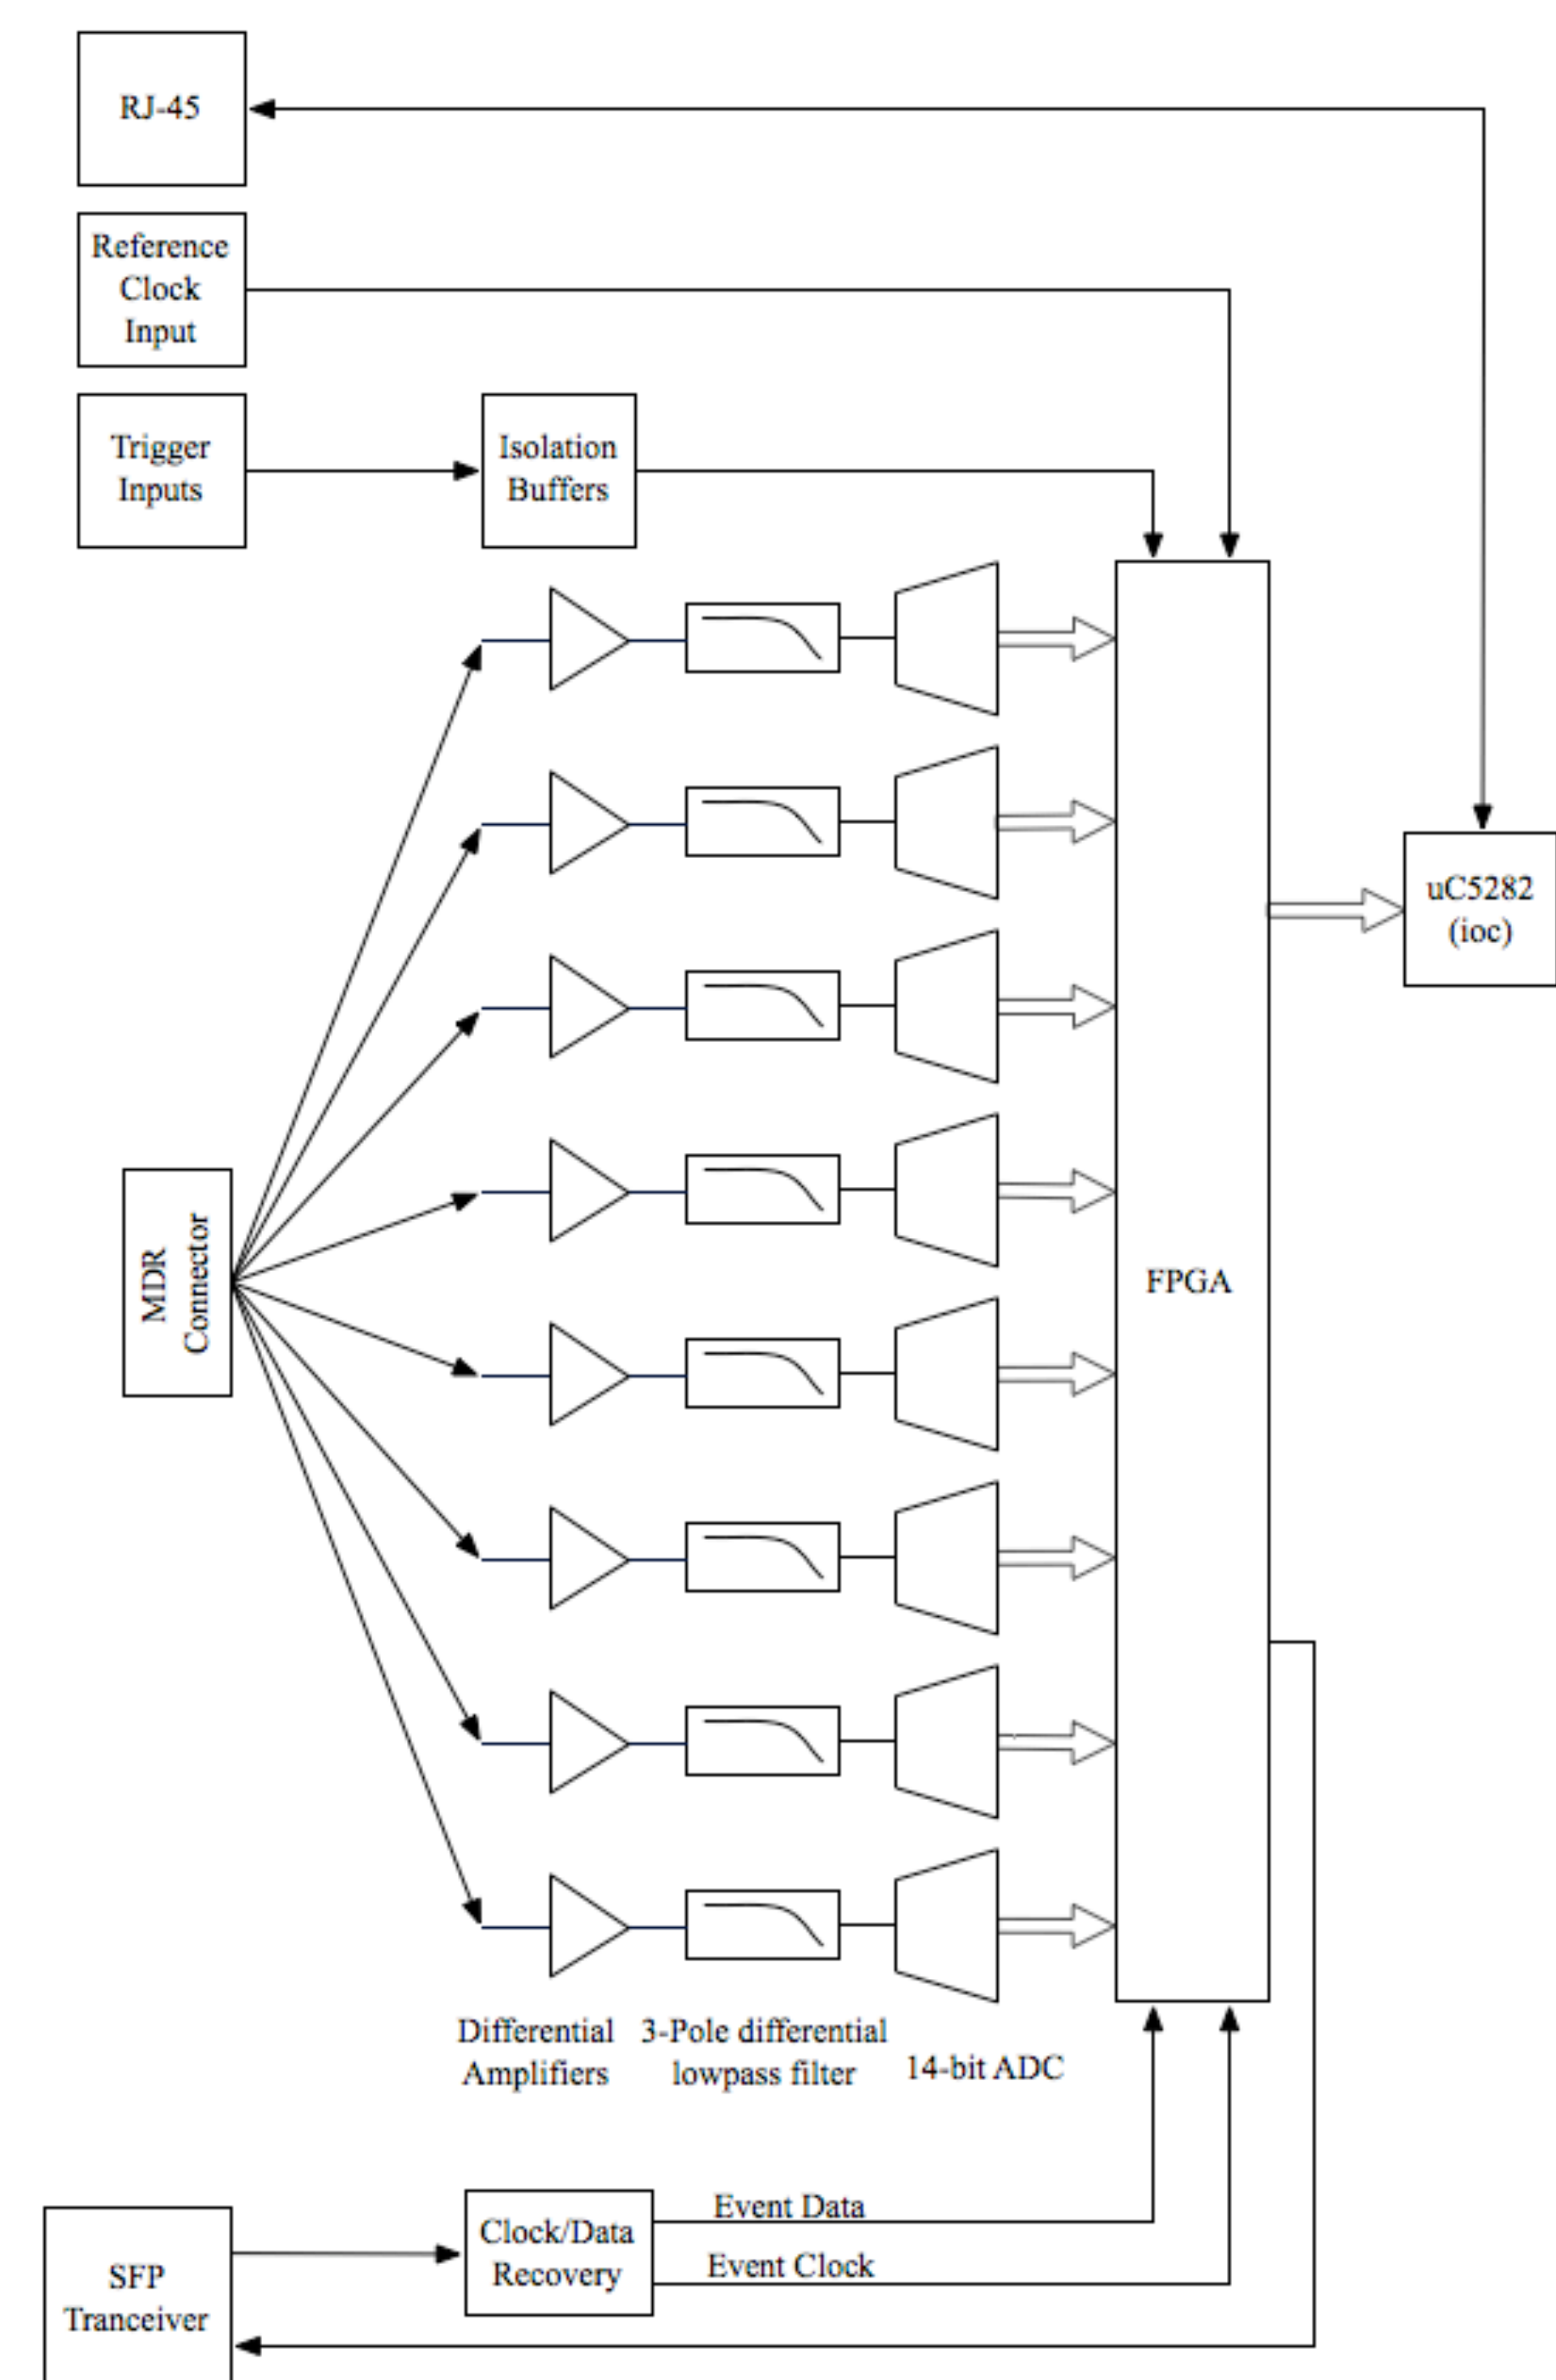 RJ-45
Reference
Clock
Input
Trigger
Inputs
Isolation
Buffers
uC5282
(ioc)
MDR
Connector
FPGA
Differential
Amplifiers
3-Pole differential
lowpass filter
14-bit ADC
Event Data
Clock/Data
Recovery
Event Clock
SFP
Tranceiver